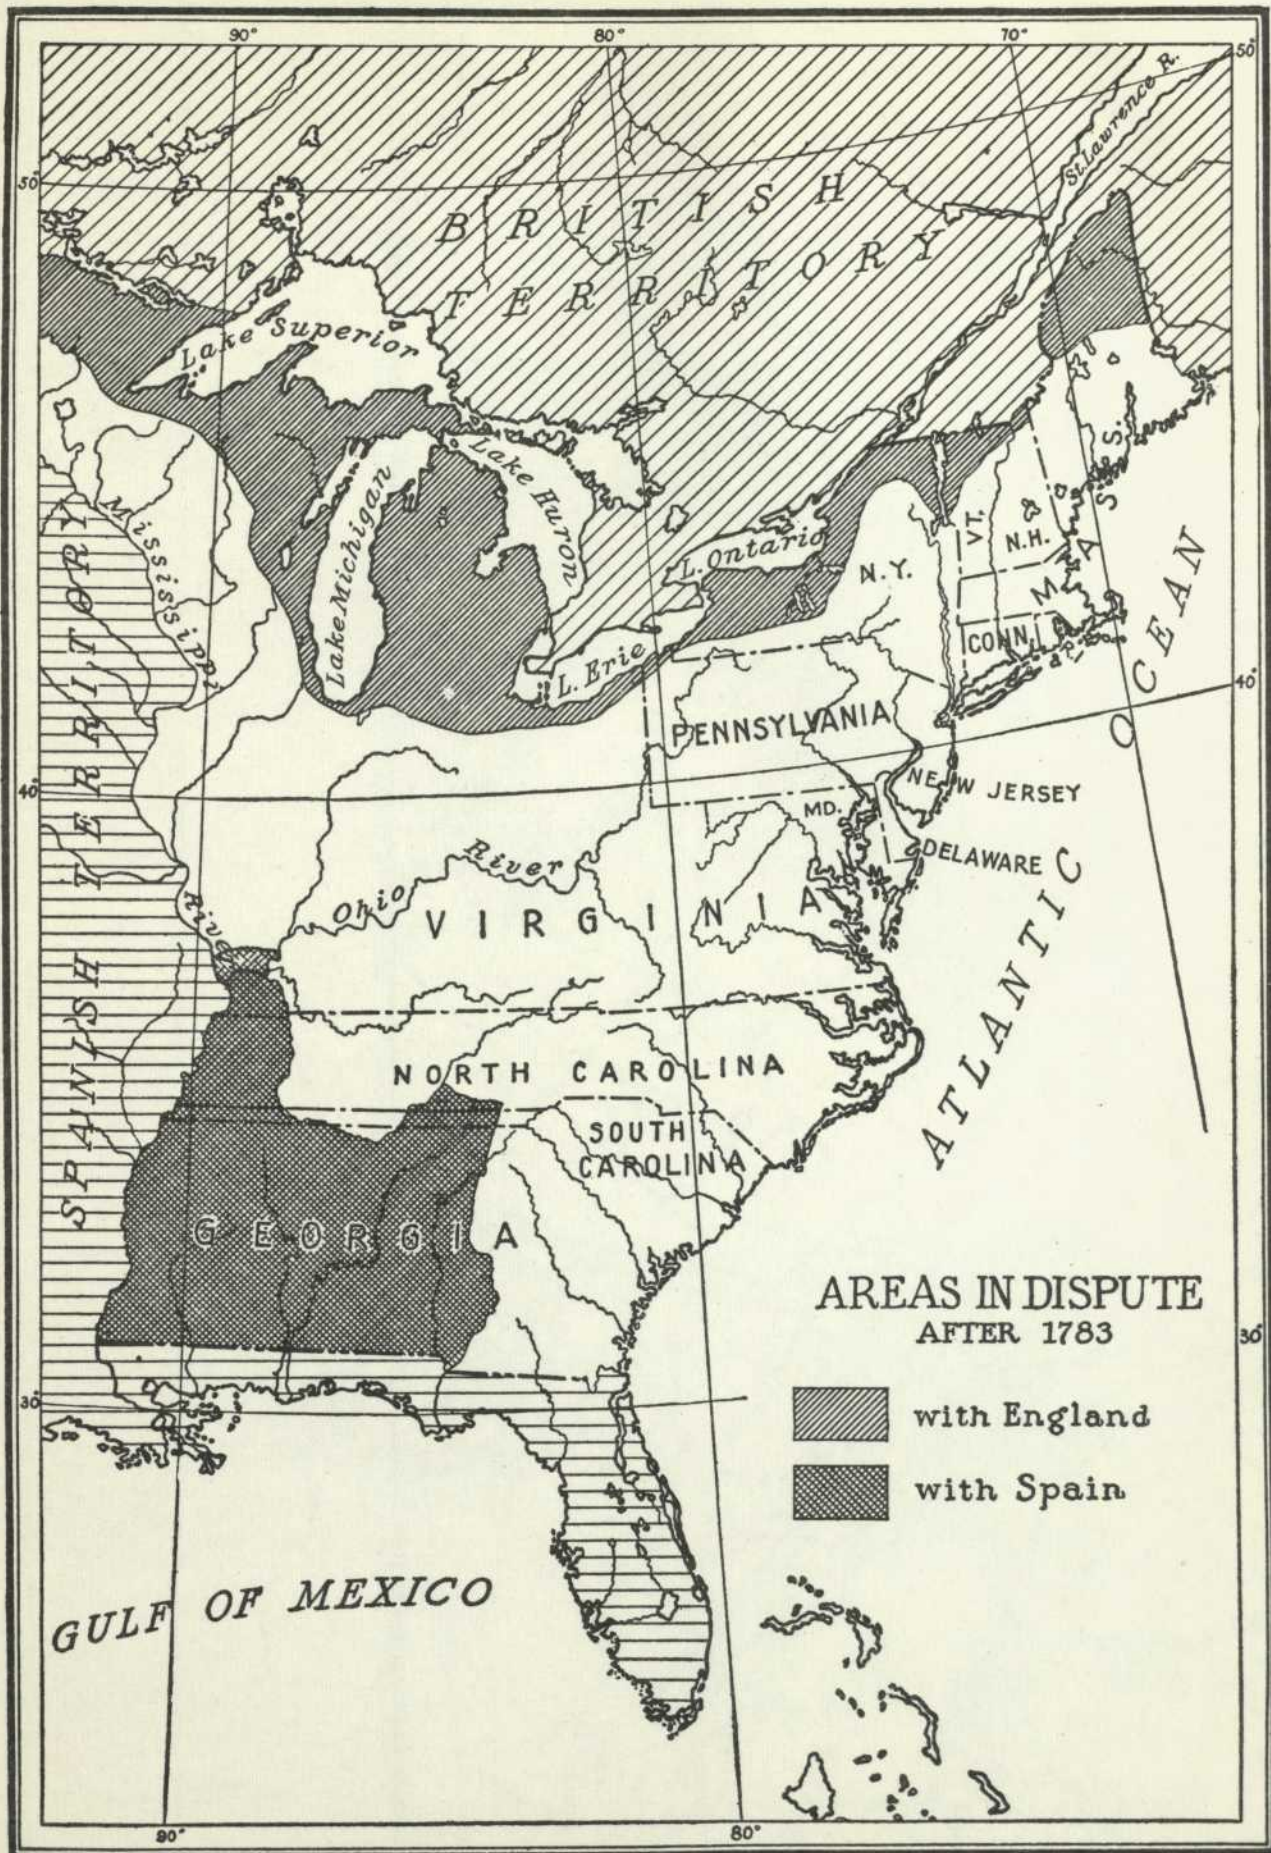 90°
80°
70°
50°
St. Lawrence R.
50°
BRITISH
TERRITORY
Lake Superior
Lake Huron
Lake Michigan
L. Ontario
L. Erie
Mississippi
River
SPANISH TERRITORY
VT.
N.H.
MASS.
N.Y.
CONN.
R.I.
PENNSYLVANIA
40°
40°
NEW JERSEY
MD.
DELAWARE
Ohio River
VIRGINIA
NORTH CAROLINA
SOUTH
CAROLINA
GEORGIA
ATLANTIC OCEAN
AREAS IN DISPUTE
AFTER 1783
30°
30°
with England
with Spain
GULF OF MEXICO
90°
80°